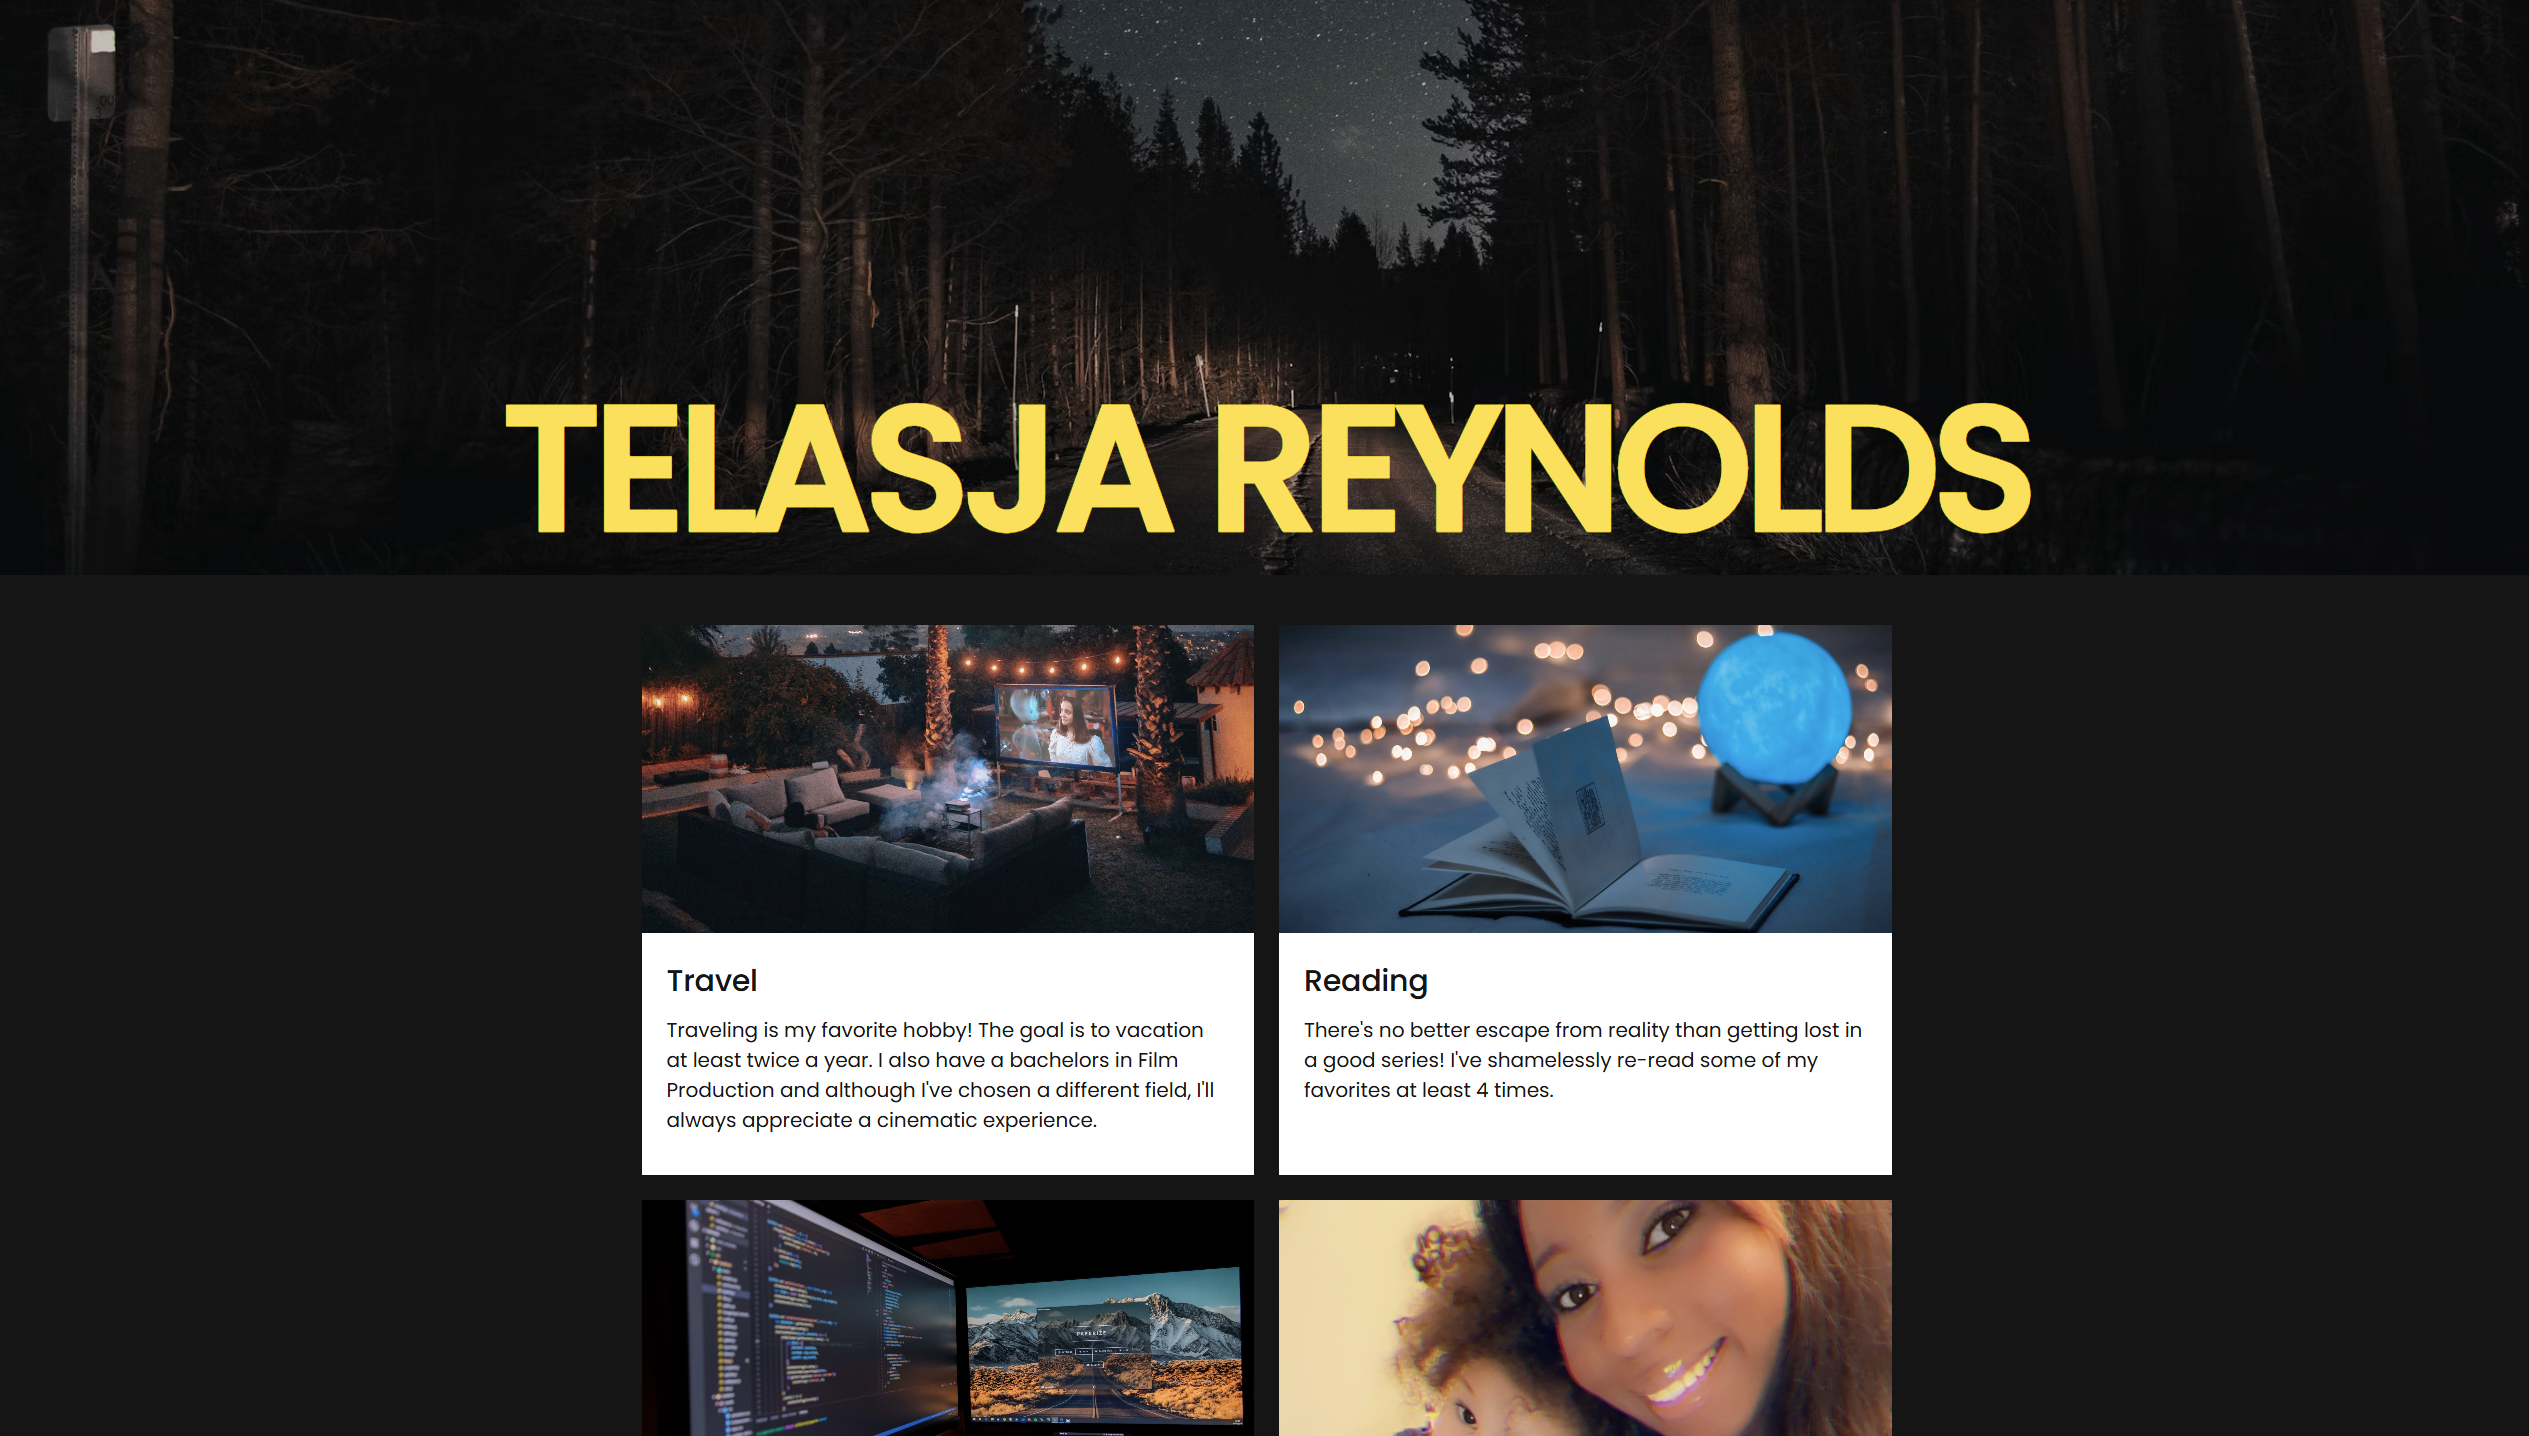 TELASJA REYNOLDS
Travel
Traveling is my favorite hobby! The goal is to vacation
at least twice a year. I also have a bachelors in Film
Production and although I've chosen a different field, I'll
always appreciate a cinematic experience.
Reading
There's no better escape from reality than getting lost in
a good series! I've shamelessly re-read some of my
favorites at least 4 times.